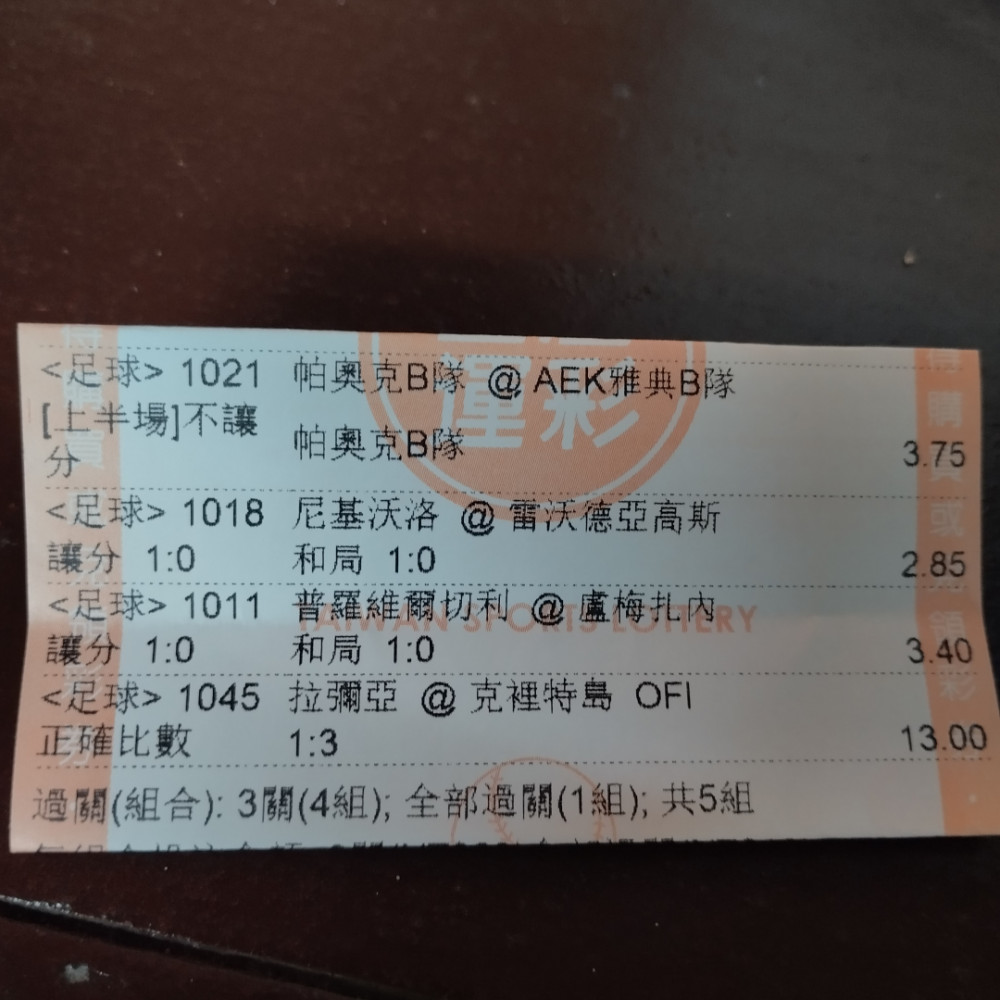 <足球> 1021 帕奧克B隊 @ AEK雅典B隊
[上半場]不讓分 帕奧克B隊 3.75
<足球> 1018 尼基沃洛 @ 雷沃德亞高斯
讓分 1:0 和局 1:0 2.85
<足球> 1011 普羅維爾切利 @ 盧梅扎內
讓分 1:0 和局 1:0 3.40
<足球> 1045 拉彌亞 @ 克裡特島 OFI
正確比數 1:3 13.00
過關(組合): 3關(4組); 全部過關(1組); 共5組
運彩
TAIWAN SPORTS LOTTERY